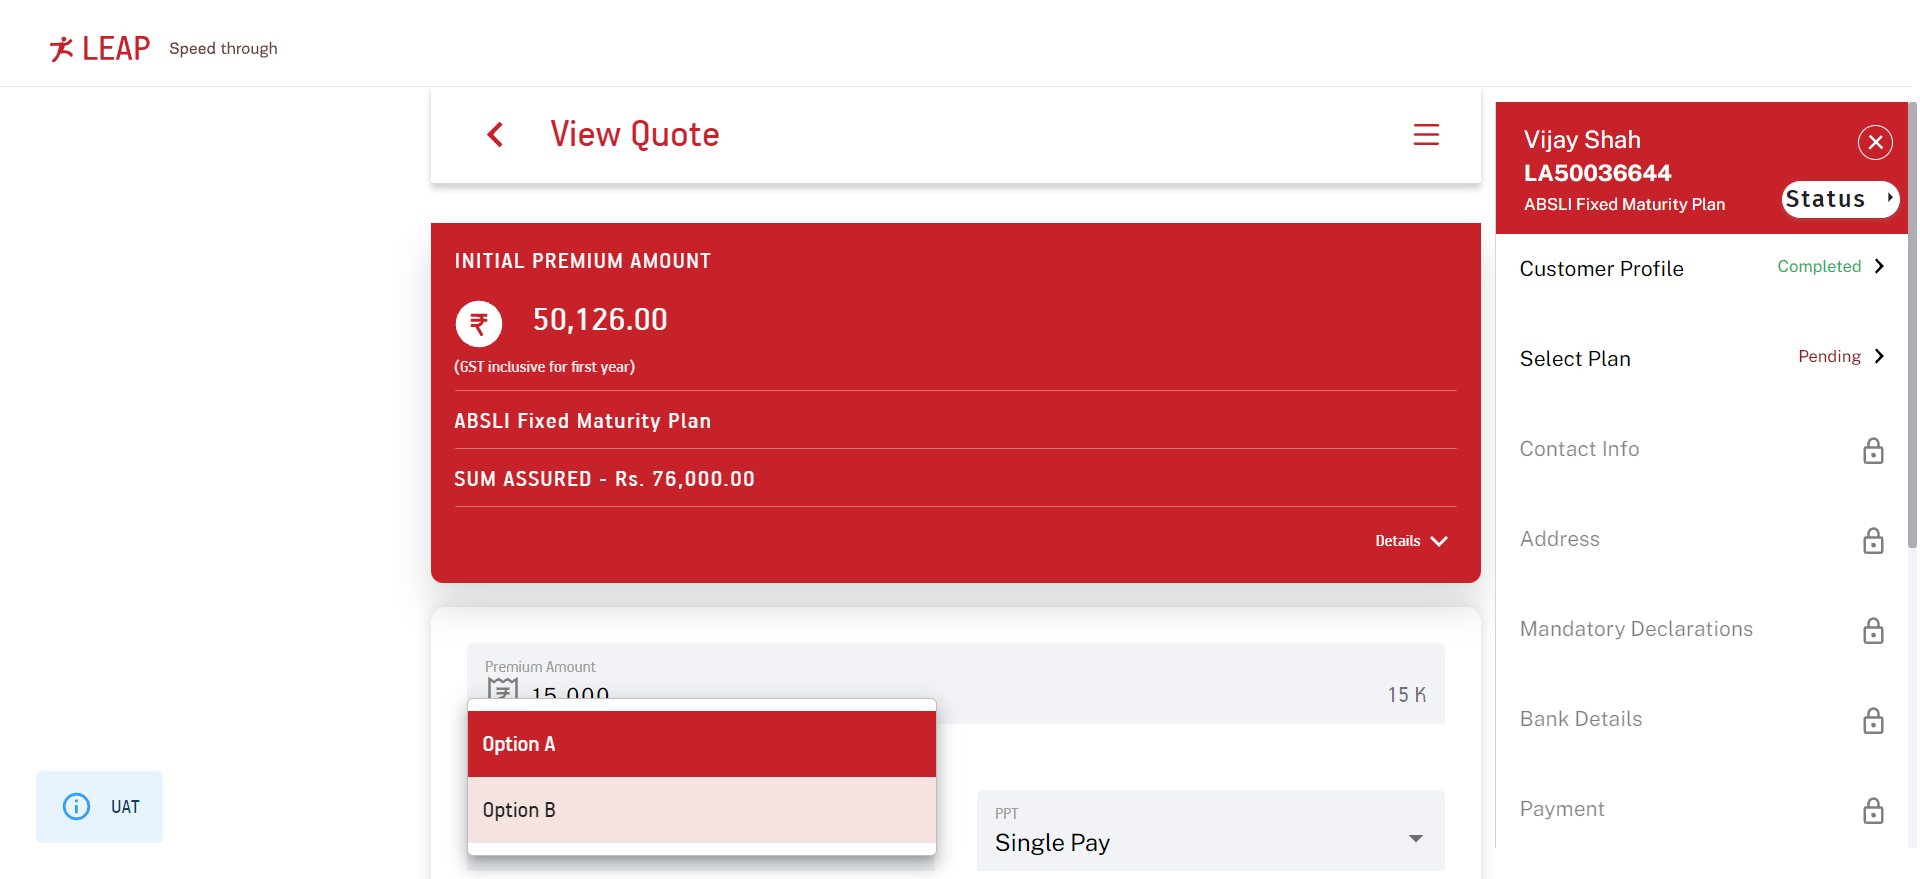 LEAP Speed through
View Quote
INITIAL PREMIUM AMOUNT
₹ 50,126.00
(GST inclusive for first year)
ABSLI Fixed Maturity Plan
SUM ASSURED - Rs. 76,000.00
Details
Premium Amount
₹ 15,000 15 K
Option A
Option B
PPT
Single Pay
UAT
Vijay Shah
LA50036644
ABSLI Fixed Maturity Plan
Status
Customer Profile Completed
Select Plan Pending
Contact Info
Address
Mandatory Declarations
Bank Details
Payment